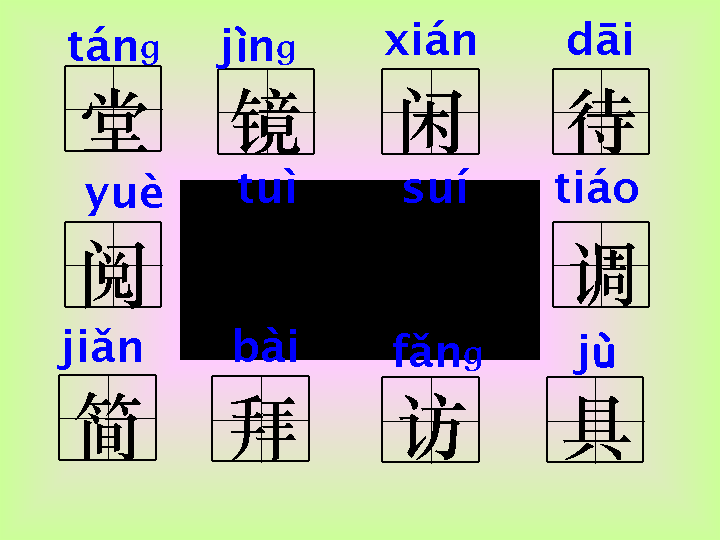 táng jìng xián dāi
堂 镜 闲 待
yuè tuì suí tiáo
阅 调
jiǎn bài fǎng jù
简 拜 访 具